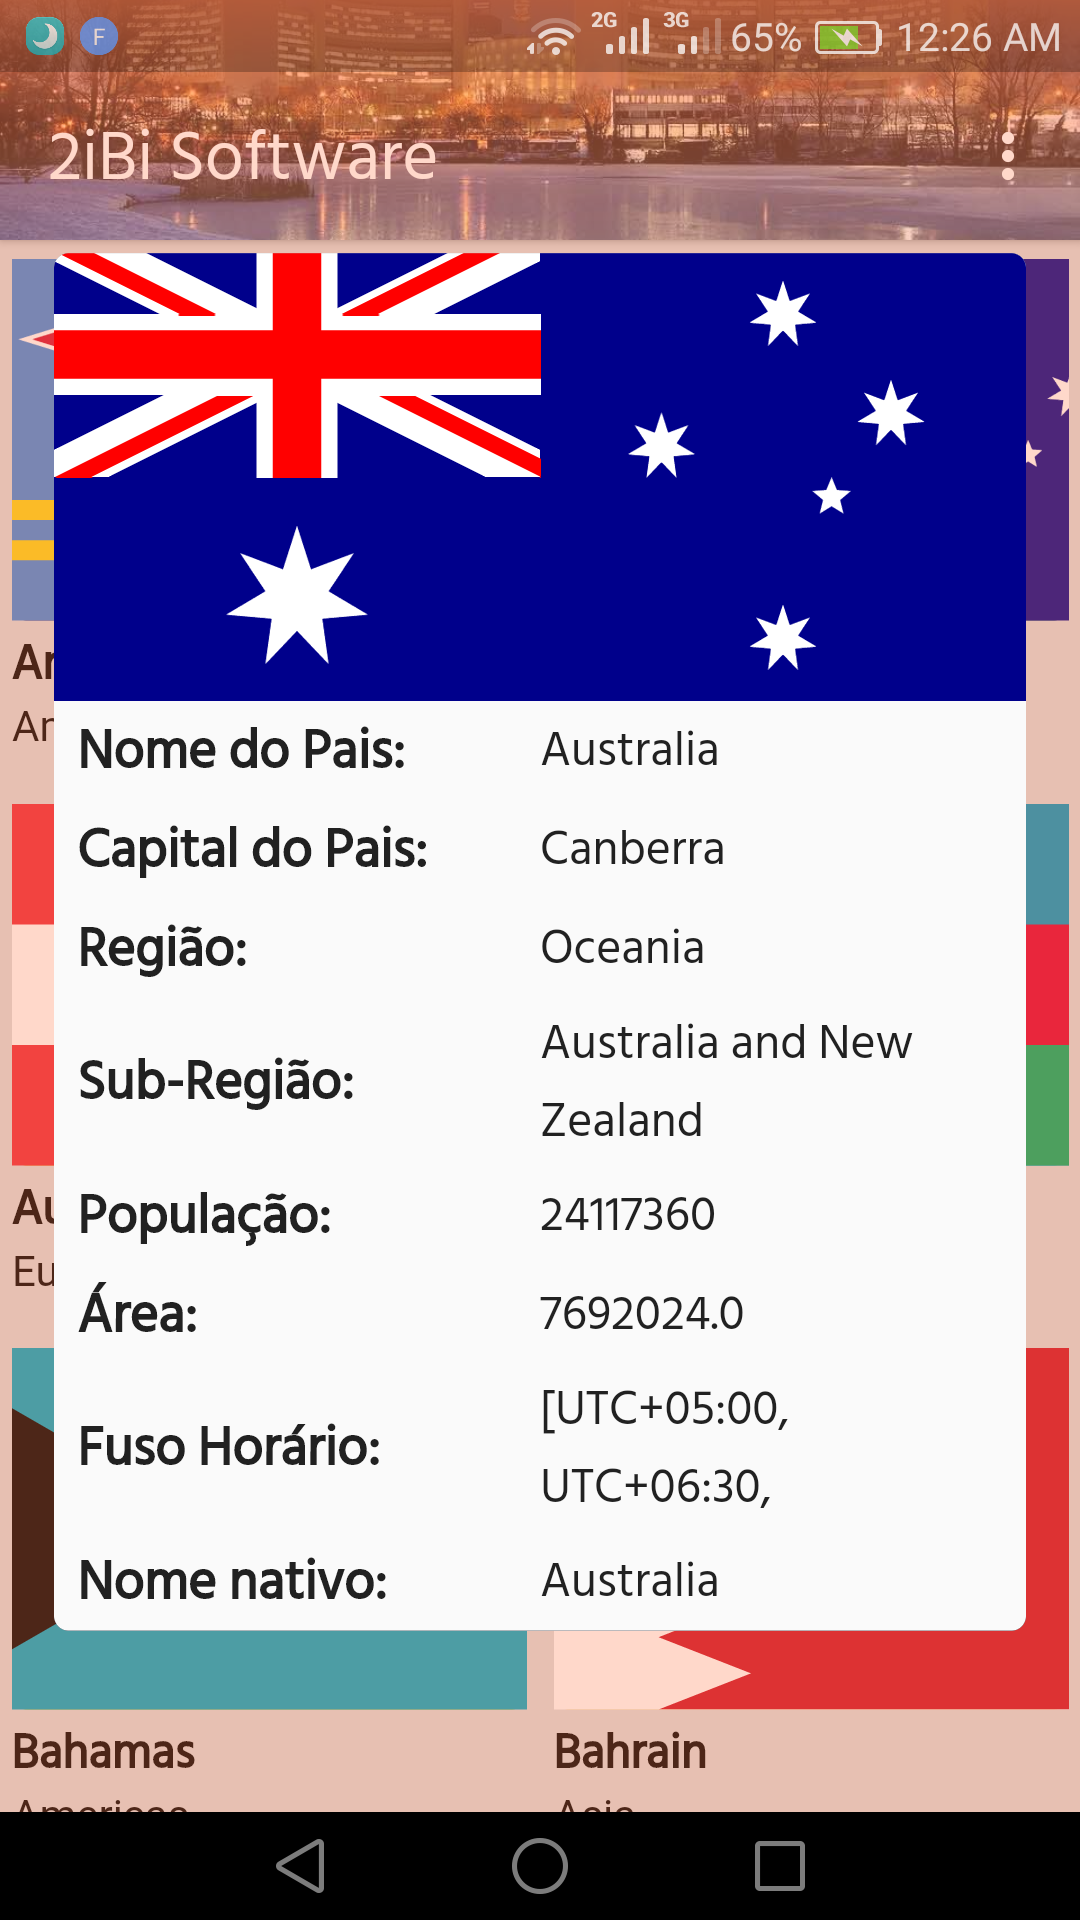 F 2G 3G 65% 12:26 AM
2iBi Software
Nome do Pais: Australia
Capital do Pais: Canberra
Região: Oceania
Sub-Região: Australia and New
Zealand
População: 24117360
Área: 7692024.0
Fuso Horário: [UTC+05:00,
UTC+06:30,
Nome nativo: Australia
Ar
Ar
Au
Eu
Bahamas Bahrain
Americas Asia